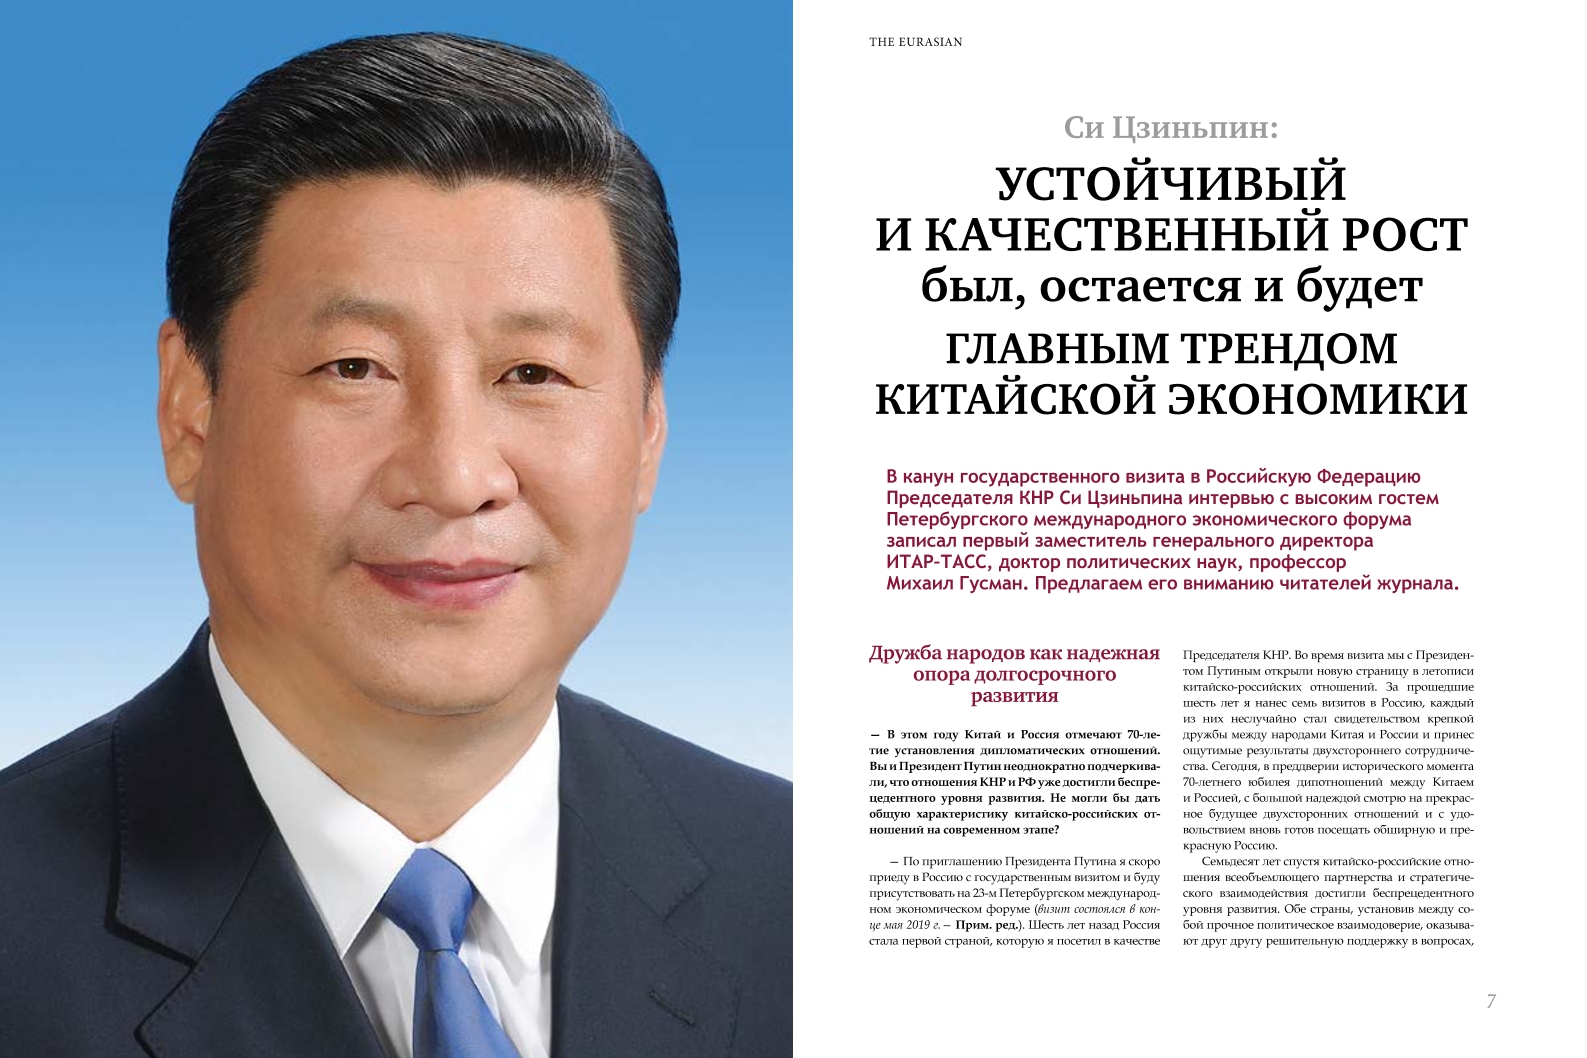 THE EURASIAN
Си Цзиньпин:
УСТОЙЧИВЫЙ
И КАЧЕСТВЕННЫЙ РОСТ
был, остается и будет
ГЛАВНЫМ ТРЕНДОМ
КИТАЙСКОЙ ЭКОНОМИКИ
В канун государственного визита в Российскую Федерацию
Председателя КНР Си Цзиньпина интервью с высоким гостем
Петербургского международного экономического форума
записал первый заместитель генерального директора
ИТАР–ТАСС, доктор политических наук, профессор
Михаил Гусман. Предлагаем его вниманию читателей журнала.
Дружба народов как надежная
опора долгосрочного
развития
— В этом году Китай и Россия отмечают 70-ле-
тие установления дипломатических отношений.
Вы и Президент Путин неоднократно подчеркива-
ли, что отношения КНР и РФ уже достигли беспре-
цедентного уровня развития. Не могли бы дать
общую характеристику китайско-российских от-
ношений на современном этапе?
— По приглашению Президента Путина я скоро
приеду в Россию с государственным визитом и буду
присутствовать на 23-м Петербургском международ-
ном экономическом форуме (визит состоялся в кон-
це мая 2019 г. — Прим. ред.). Шесть лет назад Россия
стала первой страной, которую я посетил в качестве
Председателя КНР. Во время визита мы с Президен-
том Путиным открыли новую страницу в летописи
китайско-российских отношений. За прошедшие
шесть лет я нанес семь визитов в Россию, каждый
из них неслучайно стал свидетельством крепкой
дружбы между народами Китая и России и принес
ощутимые результаты двухстороннего сотрудниче-
ства. Сегодня, в преддверии исторического момента
70-летнего юбилея дипотношений между Китаем
и Россией, с большой надеждой смотрю на прекрас-
ное будущее двухсторонних отношений и с удо-
вольствием вновь готов посещать обширную и пре-
красную Россию.
Семьдесят лет спустя китайско-российские отно-
шения всеобъемлющего партнерства и стратегиче-
ского взаимодействия достигли беспрецедентного
уровня развития. Обе страны, установив между со-
бой прочное политическое взаимодоверие, оказыва-
ют друг другу решительную поддержку в вопросах,
7